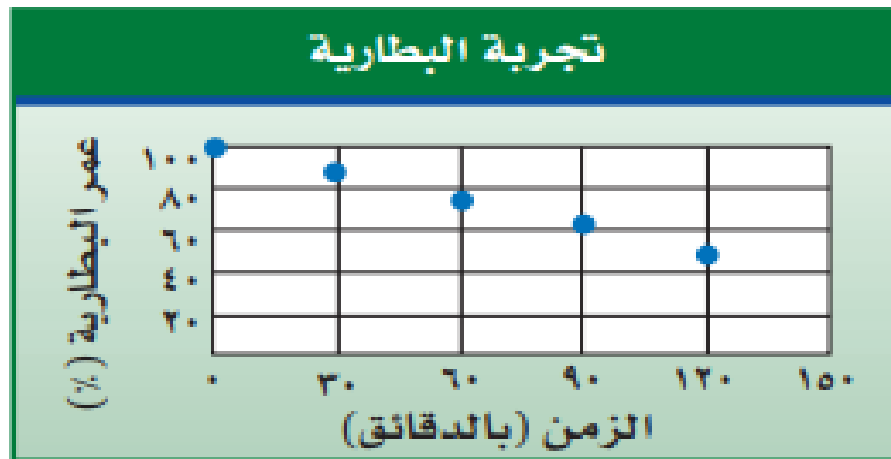 تجربة البطارية
عمر البطارية (٪)
١٠٠
٨٠
٦٠
٤٠
٢٠
٠ ٣٠ ٦٠ ٩٠ ١٢٠ ١٥٠
الزمن (بالدقائق)